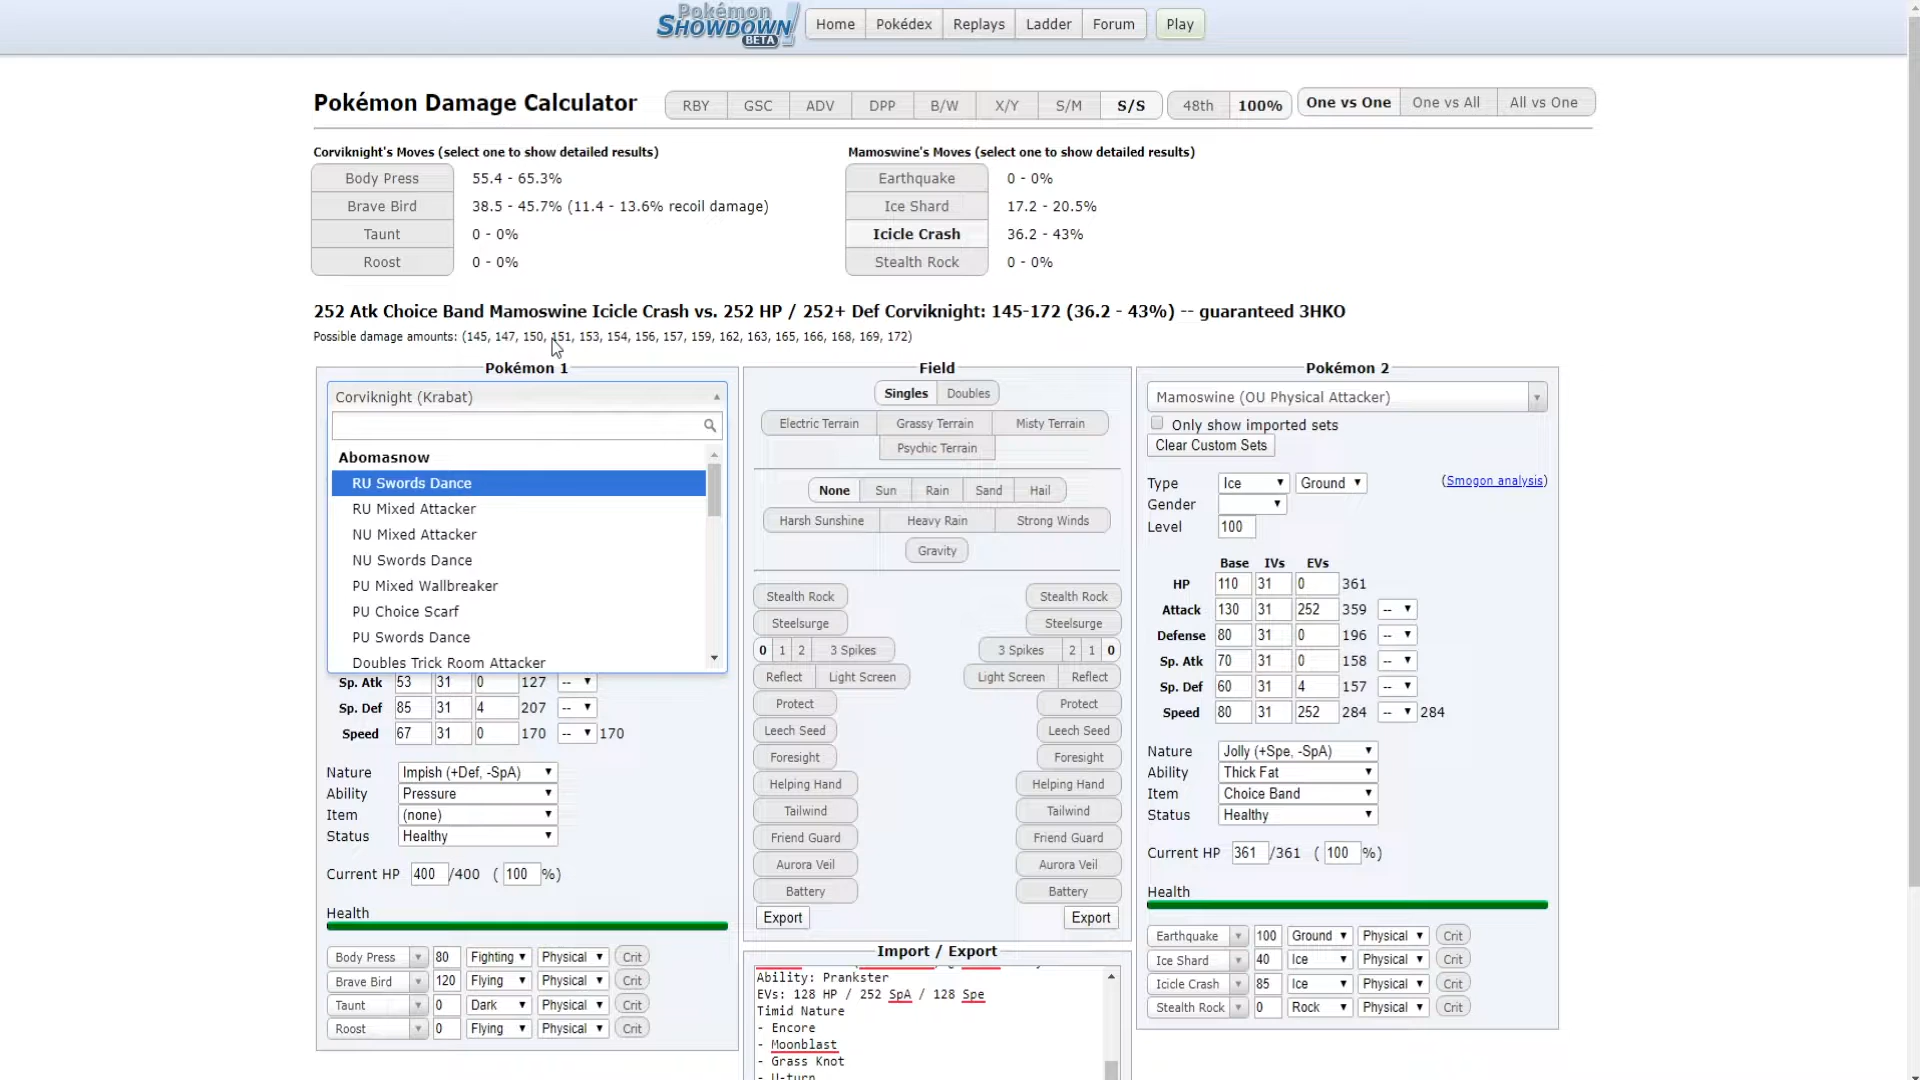 Pokémon
SHOWDOWN!
BETA
Home Pokédex Replays Ladder Forum Play
Pokémon Damage Calculator RBY GSC ADV DPP B/W X/Y S/M S/S 48th 100% One vs One One vs All All vs One
Corviknight's Moves (select one to show detailed results)
Body Press 55.4 - 65.3%
Brave Bird 38.5 - 45.7% (11.4 - 13.6% recoil damage)
Taunt 0 - 0%
Roost 0 - 0%
Mamoswine's Moves (select one to show detailed results)
Earthquake 0 - 0%
Ice Shard 17.2 - 20.5%
Icicle Crash 36.2 - 43%
Stealth Rock 0 - 0%
252 Atk Choice Band Mamoswine Icicle Crash vs. 252 HP / 252+ Def Corviknight: 145-172 (36.2 - 43%) -- guaranteed 3HKO
Possible damage amounts: (145, 147, 150, 151, 153, 154, 156, 157, 159, 162, 163, 165, 166, 168, 169, 172)
Pokémon 1
Corviknight (Krabat)
Abomasnow
RU Swords Dance
RU Mixed Attacker
NU Mixed Attacker
NU Swords Dance
PU Mixed Wallbreaker
PU Choice Scarf
PU Swords Dance
Doubles Trick Room Attacker
Sp. Atk 53 31 0 127 --
Sp. Def 85 31 4 207 --
Speed 67 31 0 170 -- 170
Nature Impish (+Def, -SpA)
Ability Pressure
Item (none)
Status Healthy
Current HP 400 /400 ( 100 %)
Health
Body Press 80 Fighting Physical Crit
Brave Bird 120 Flying Physical Crit
Taunt 0 Dark Physical Crit
Roost 0 Flying Physical Crit
Field
Singles Doubles
Electric Terrain Grassy Terrain Misty Terrain
Psychic Terrain
None Sun Rain Sand Hail
Harsh Sunshine Heavy Rain Strong Winds
Gravity
Stealth Rock Stealth Rock
Steelsurge Steelsurge
0 1 2 3 Spikes 3 Spikes 2 1 0
Reflect Light Screen Light Screen Reflect
Protect Protect
Leech Seed Leech Seed
Foresight Foresight
Helping Hand Helping Hand
Tailwind Tailwind
Friend Guard Friend Guard
Aurora Veil Aurora Veil
Battery Battery
Export Export
Import / Export
Ability: Prankster
EVs: 128 HP / 252 SpA / 128 Spe
Timid Nature
- Encore
- Moonblast
- Grass Knot
- U-turn
Pokémon 2
Mamoswine (OU Physical Attacker)
Only show imported sets
Clear Custom Sets
Type Ice Ground (Smogon analysis)
Gender
Level 100
Base IVs EVs
HP 110 31 0 361
Attack 130 31 252 359 --
Defense 80 31 0 196 --
Sp. Atk 70 31 0 158 --
Sp. Def 60 31 4 157 --
Speed 80 31 252 284 -- 284
Nature Jolly (+Spe, -SpA)
Ability Thick Fat
Item Choice Band
Status Healthy
Current HP 361 /361 ( 100 %)
Health
Earthquake 100 Ground Physical Crit
Ice Shard 40 Ice Physical Crit
Icicle Crash 85 Ice Physical Crit
Stealth Rock 0 Rock Physical Crit